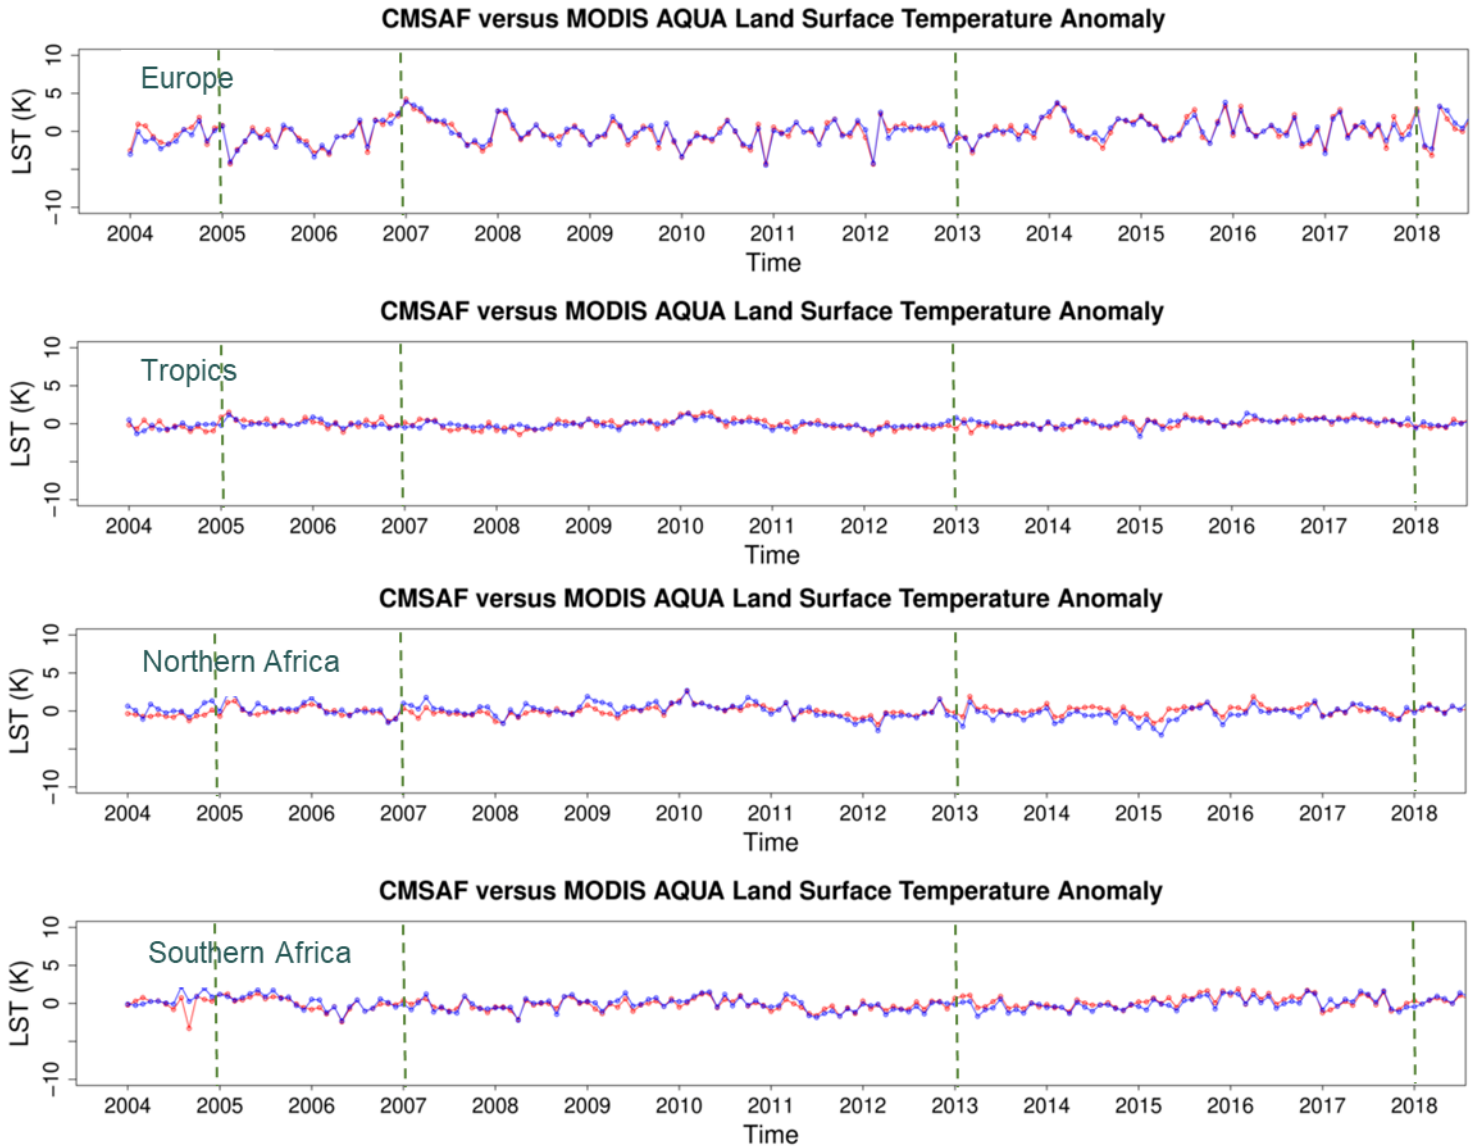 CMSAF versus MODIS AQUA Land Surface Temperature Anomaly
Europe
LST (K)
10
5
0
−10
2004 2005 2006 2007 2008 2009 2010 2011 2012 2013 2014 2015 2016 2017 2018
Time
CMSAF versus MODIS AQUA Land Surface Temperature Anomaly
Tropics
LST (K)
10
5
0
−10
2004 2005 2006 2007 2008 2009 2010 2011 2012 2013 2014 2015 2016 2017 2018
Time
CMSAF versus MODIS AQUA Land Surface Temperature Anomaly
Northern Africa
LST (K)
10
5
0
−10
2004 2005 2006 2007 2008 2009 2010 2011 2012 2013 2014 2015 2016 2017 2018
Time
CMSAF versus MODIS AQUA Land Surface Temperature Anomaly
Southern Africa
LST (K)
10
5
0
−10
2004 2005 2006 2007 2008 2009 2010 2011 2012 2013 2014 2015 2016 2017 2018
Time